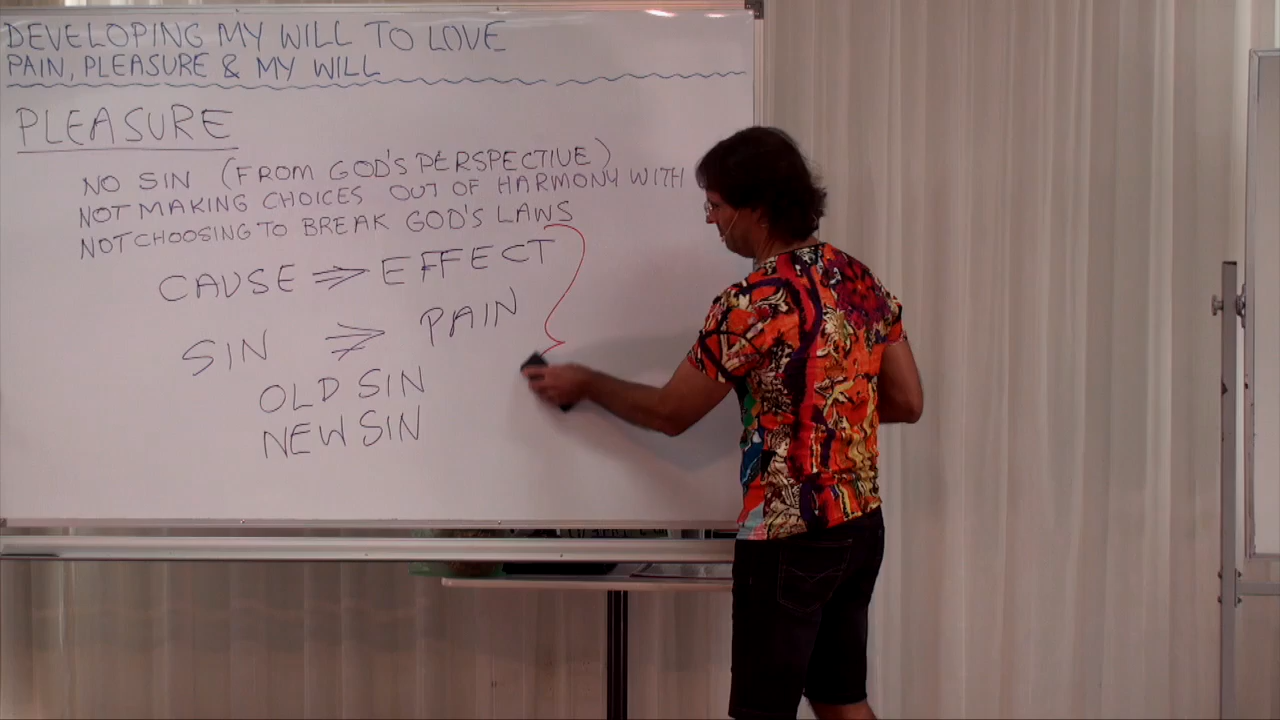 DEVELOPING MY WILL TO LOVE
PAIN, PLEASURE & MY WILL
PLEASURE
NO SIN (FROM GOD'S PERSPECTIVE)
NOT MAKING CHOICES OUT OF HARMONY WITH
NOT CHOOSING TO BREAK GOD'S LAWS
CAUSE ⇒ EFFECT
SIN ⇒ PAIN
OLD SIN
NEW SIN